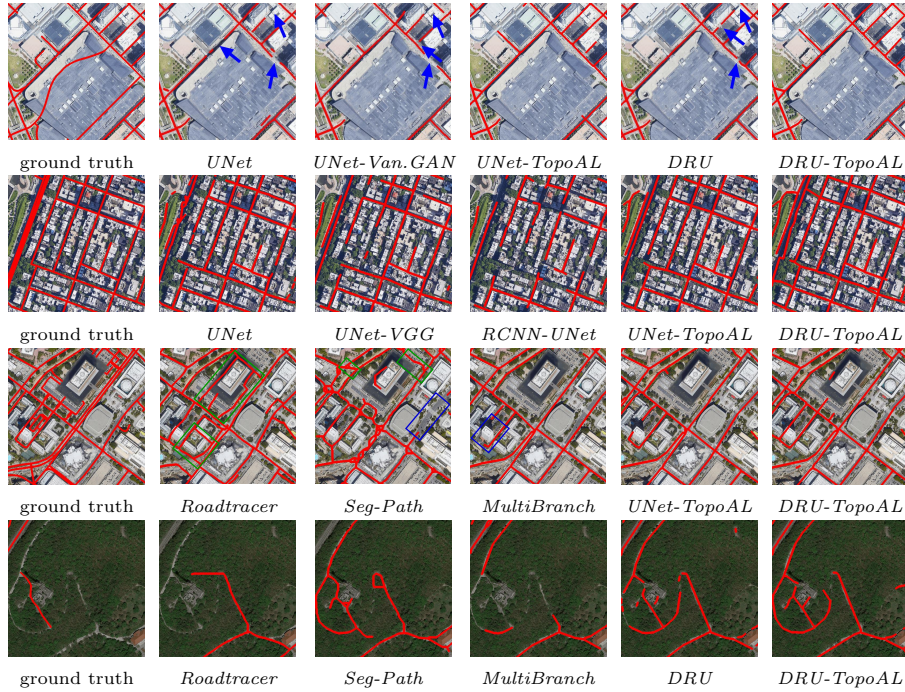 ground truth UNet UNet-Van.GAN UNet-TopoAL DRU DRU-TopoAL
ground truth UNet UNet-VGG RCNN-UNet UNet-TopoAL DRU-TopoAL
ground truth Roadtracer Seg-Path MultiBranch UNet-TopoAL DRU-TopoAL
ground truth Roadtracer Seg-Path MultiBranch DRU DRU-TopoAL